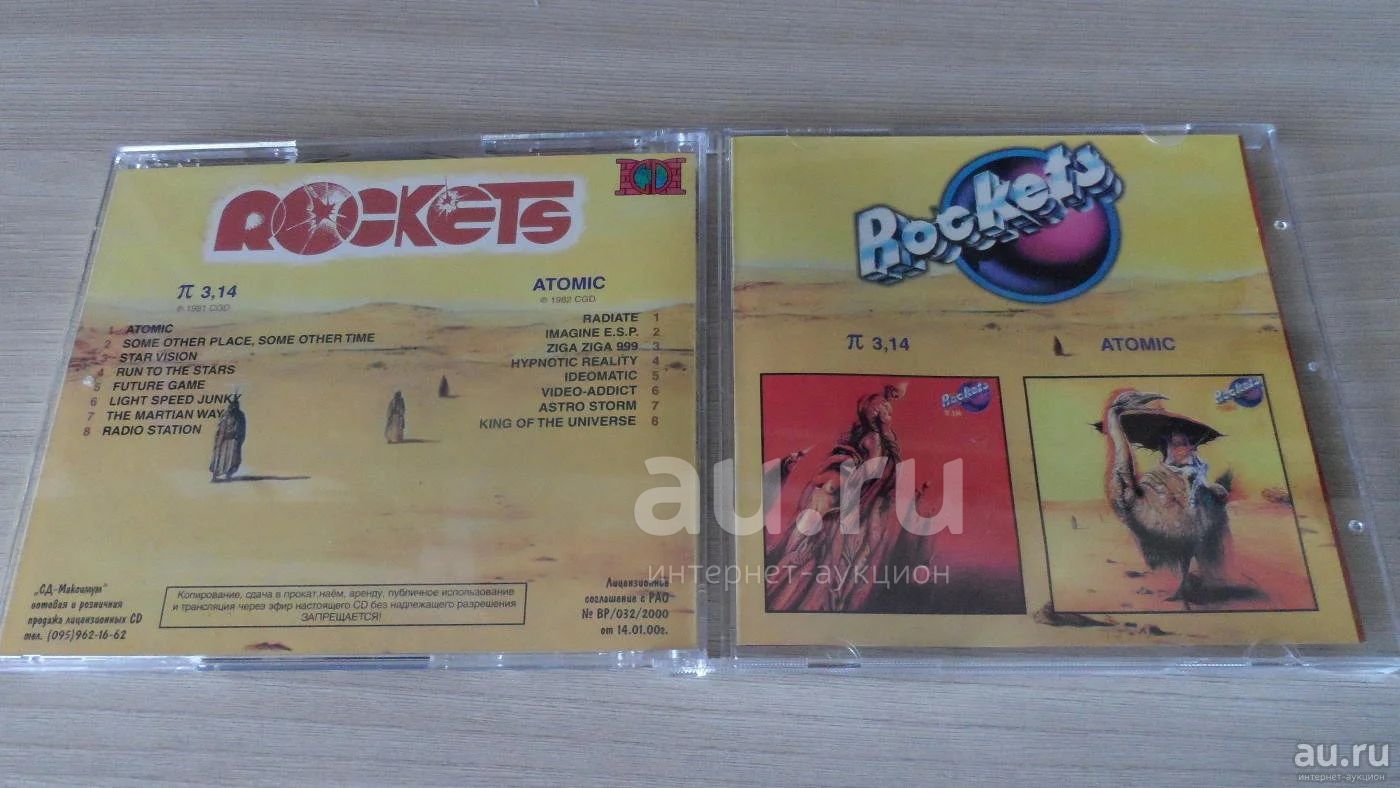 ROCKETS
π 3,14
℗ 1981 CGD
1 ATOMIC
2 SOME OTHER PLACE, SOME OTHER TIME
3 STAR VISION
4 RUN TO THE STARS
5 FUTURE GAME
6 LIGHT SPEED JUNKY
7 THE MARTIAN WAY
8 RADIO STATION
ATOMIC
℗ 1982 CGD
RADIATE 1
IMAGINE E.S.P. 2
ZIGA ZIGA 999 3
HYPNOTIC REALITY 4
IDEOMATIC 5
VIDEO-ADDICT 6
ASTRO STORM 7
KING OF THE UNIVERSE 8
„СД-Максимум"
оптовая и розничная
продажа лицензионных CD
тел. (095)962-16-62
Копирование, сдача в прокат,наём, аренду, публичное использование
и трансляция через эфир настоящего CD без надлежащего разрешения
ЗАПРЕЩАЕТСЯ!
Лицензионное
соглашение с РАО
№ ВР/032/2000
от 14.01.00г.
Rockets
π 3,14
ATOMIC
Rockets
π 3,14
Rockets
au.ru
интернет-аукцион
au.ru
интернет-аукцион